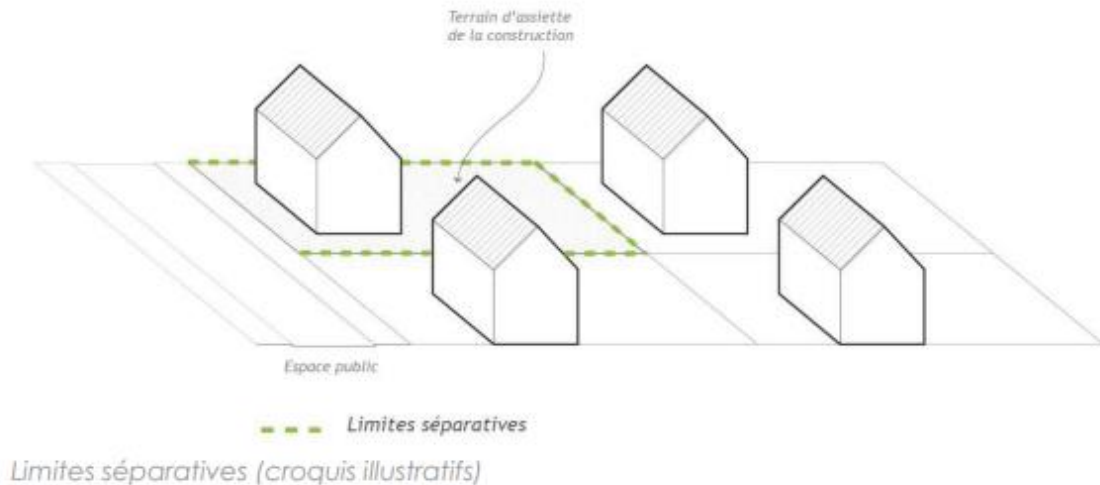 Terrain d'assiette
de la construction
Espace public
Limites séparatives
Limites séparatives (croquis illustratifs)